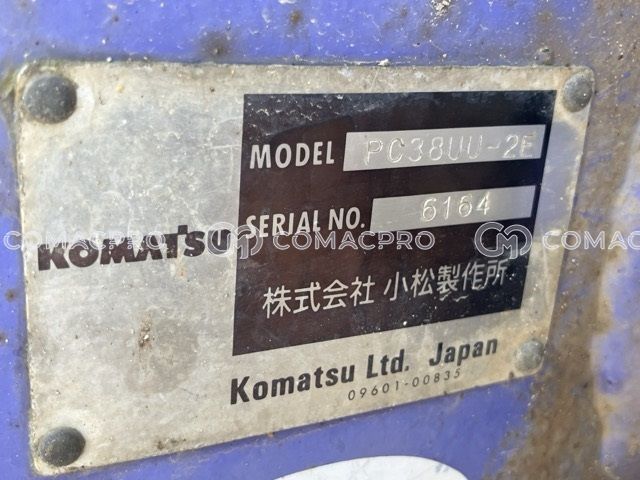 MODEL PC38UU-2E
SERIAL NO. 6164
KOMATSU
COMACPRO COMACPRO
株式会社 小松製作所
Komatsu Ltd. Japan
09601-00835